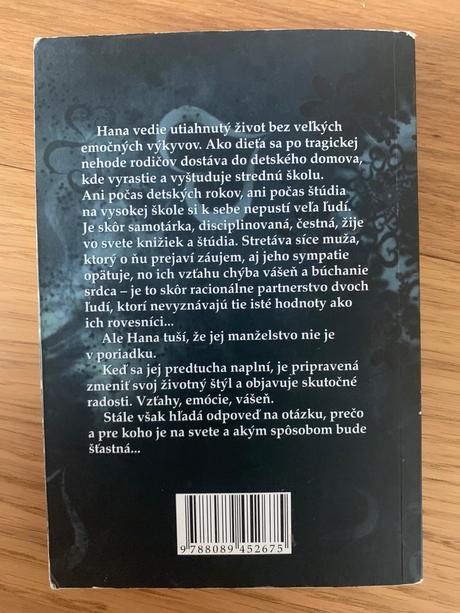 Hana vedie utiahnutý život bez veľkých
emočných výkyvov. Ako dieťa sa po tragickej
nehode rodičov dostáva do detského domova,
kde vyrastie a vyštuduje strednú školu.
Ani počas detských rokov, ani počas štúdia
na vysokej škole si k sebe nepustí veľa ľudí.
Je skôr samotárka, disciplinovaná, čestná, žije
vo svete knižiek a štúdia. Stretáva síce muža,
ktorý o ňu prejaví záujem, aj jeho sympatie
opätuje, no ich vzťahu chýba vášeň a búchanie
srdca – je to skôr racionálne partnerstvo dvoch
ľudí, ktorí nevyznávajú tie isté hodnoty ako
ich rovesníci...
Ale Hana tuší, že jej manželstvo nie je
v poriadku.
Keď sa jej predtucha naplní, je pripravená
zmeniť svoj životný štýl a objavuje skutočné
radosti. Vzťahy, emócie, vášeň.
Stále však hľadá odpoveď na otázku, prečo
a pre koho je na svete a akým spôsobom bude
šťastná...
9 788089 452675